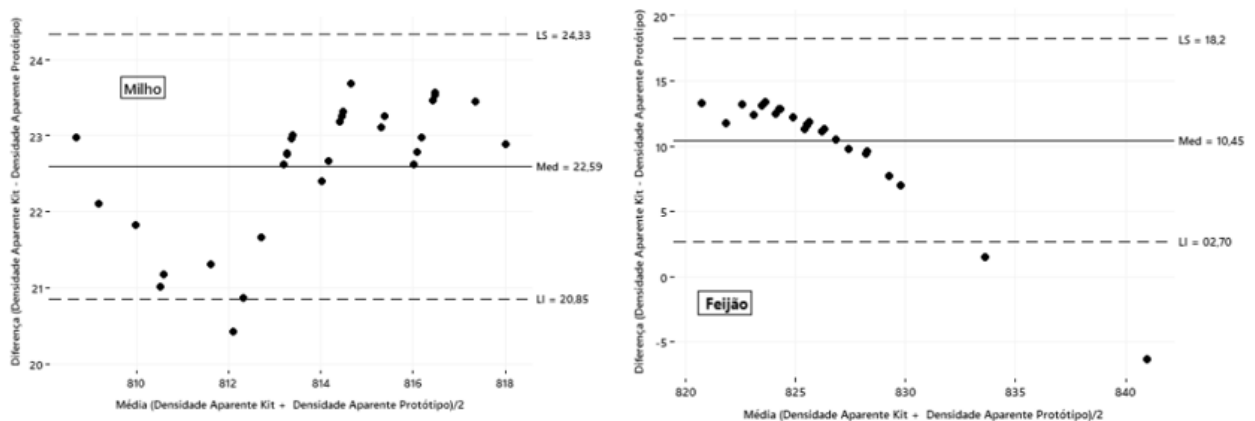 Diferença (Densidade Aparente Kit - Densidade Aparente Protótipo)
24
23
22
21
20
Milho
LS = 24,33
Med = 22,59
LI = 20,85
810
812
814
816
818
Média (Densidade Aparente Kit + Densidade Aparente Protótipo)/2
Diferença (Densidade Aparente Kit - Densidade Aparente Protótipo)
20
15
10
5
0
-5
LS = 18,2
Med = 10,45
LI = 02,70
Feijão
820
825
830
835
840
Média (Densidade Aparente Kit + Densidade Aparente Protótipo)/2